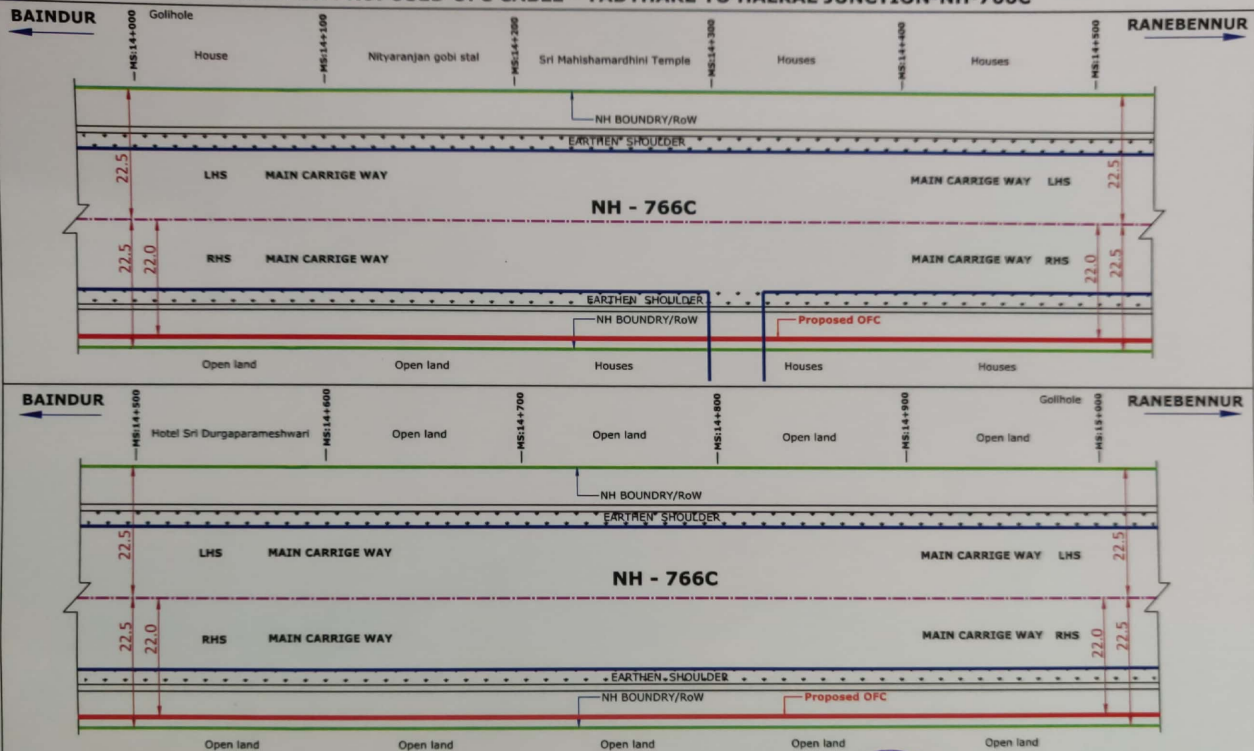 OFC CABLE - YADTHARE TO HALKAL JUNCTION-NH-766C
BAINDUR
Golihole
RANEBENNUR
MS:14+000
MS:14+100
MS:14+200
MS:14+300
MS:14+400
MS:14+500
House
Nityaranjan gobi stal
Sri Mahishamardhini Temple
Houses
Houses
NH BOUNDRY/RoW
EARTHEN SHOULDER
22.5
LHS MAIN CARRIGE WAY
MAIN CARRIGE WAY LHS
22.5
NH - 766C
22.5
22.0
RHS MAIN CARRIGE WAY
MAIN CARRIGE WAY RHS
22.0
22.5
EARTHEN SHOULDER
NH BOUNDRY/RoW
Proposed OFC
Open land
Open land
Houses
Houses
Houses
BAINDUR
Golihole
RANEBENNUR
MS:14+500
MS:14+600
MS:14+700
MS:14+800
MS:14+900
MS:15+000
Hotel Sri Durgaparameshwari
Open land
Open land
Open land
Open land
NH BOUNDRY/RoW
EARTHEN SHOULDER
22.5
LHS MAIN CARRIGE WAY
MAIN CARRIGE WAY LHS
22.5
NH - 766C
22.5
22.0
RHS MAIN CARRIGE WAY
MAIN CARRIGE WAY RHS
22.0
22.5
EARTHEN SHOULDER
NH BOUNDRY/RoW
Proposed OFC
Open land
Open land
Open land
Open land
Open land